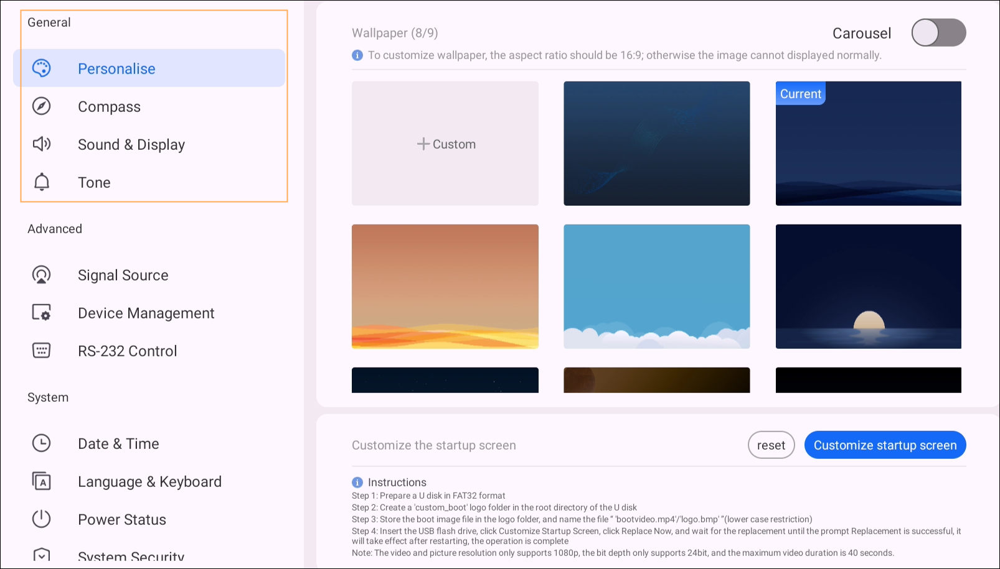 General
Personalise
Compass
Sound & Display
Tone
Advanced
Signal Source
Device Management
RS-232 Control
System
Date & Time
Language & Keyboard
Power Status
System Security
Wallpaper (8/9)
Carousel
To customize wallpaper, the aspect ratio should be 16:9; otherwise the image cannot displayed normally.
Custom
Current
Customize the startup screen
reset
Customize startup screen
Instructions
Step 1: Prepare a U disk in FAT32 format
Step 2: Create a 'custom_boot' logo folder in the root directory of the U disk
Step 3: Store the boot image file in the logo folder, and name the file “ 'bootvideo.mp4'/'logo.bmp' ”(lower case restriction)
Step 4: Insert the USB flash drive, click Customize Startup Screen, click Replace Now, and wait for the replacement until the prompt Replacement is successful, it
will take effect after restarting, the operation is complete
Note: The video and picture resolution only supports 1080p, the bit depth only supports 24bit, and the maximum video duration is 40 seconds.